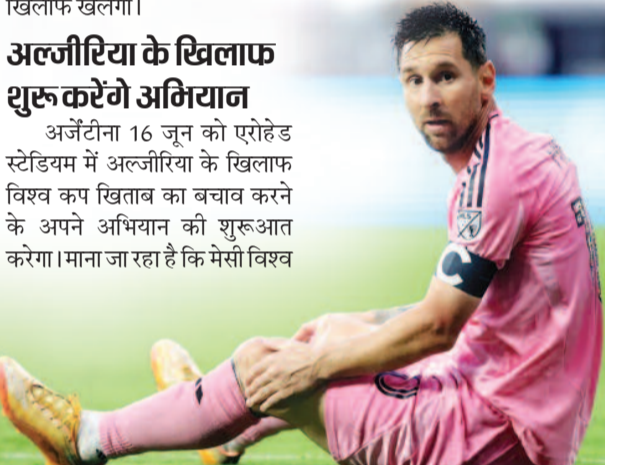 खिलाफ खेलेगी।
अल्जीरिया के खिलाफ
शुरू करेंगे अभियान
अर्जेंटीना 16 जून को एरोहेड
स्टेडियम में अल्जीरिया के खिलाफ
विश्व कप खिताब का बचाव करने
के अपने अभियान की शुरूआत
करेगा।माना जा रहा है कि मेसी विश्व
C